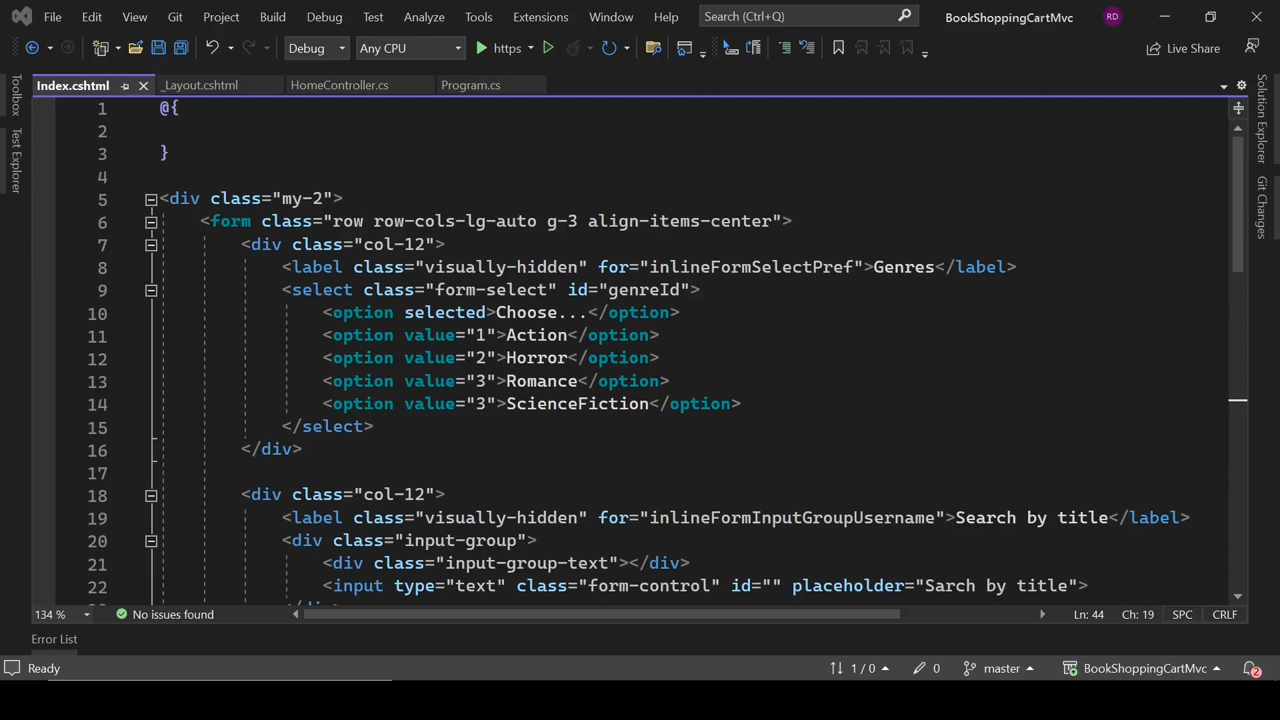 File Edit View Git Project Build Debug Test Analyze Tools Extensions Window Help Search (Ctrl+Q) BookShoppingCartMvc RD
Debug Any CPU https Live Share
Index.cshtml _Layout.cshtml HomeController.cs Program.cs
Toolbox
Test Explorer
Solution Explorer
Git Changes
1 @{
2
3 }
4
5 <div class="my-2">
6 <form class="row row-cols-lg-auto g-3 align-items-center">
7 <div class="col-12">
8 <label class="visually-hidden" for="inlineFormSelectPref">Genres</label>
9 <select class="form-select" id="genreId">
10 <option selected>Choose...</option>
11 <option value="1">Action</option>
12 <option value="2">Horror</option>
13 <option value="3">Romance</option>
14 <option value="3">ScienceFiction</option>
15 </select>
16 </div>
17
18 <div class="col-12">
19 <label class="visually-hidden" for="inlineFormInputGroupUsername">Search by title</label>
20 <div class="input-group">
21 <div class="input-group-text"></div>
22 <input type="text" class="form-control" id="" placeholder="Sarch by title">
134 % No issues found Ln: 44 Ch: 19 SPC CRLF
Error List
Ready 1 / 0 0 master BookShoppingCartMvc 2